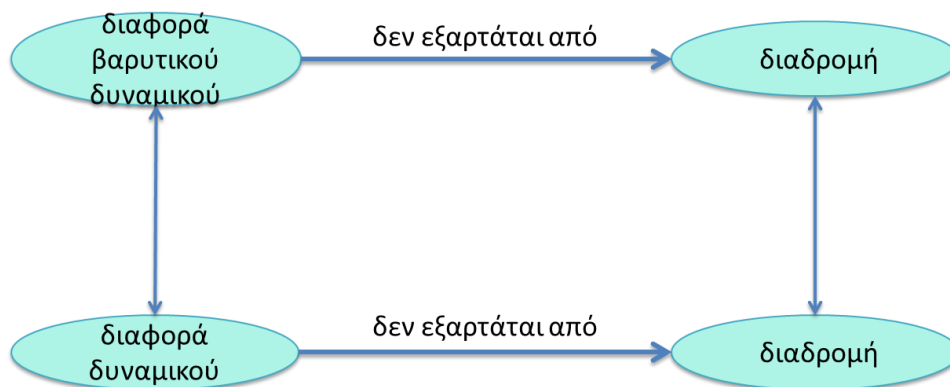 διαφορά
βαρυτικού
δυναμικού
δεν εξαρτάται από
διαδρομή
διαφορά
δυναμικού
δεν εξαρτάται από
διαδρομή